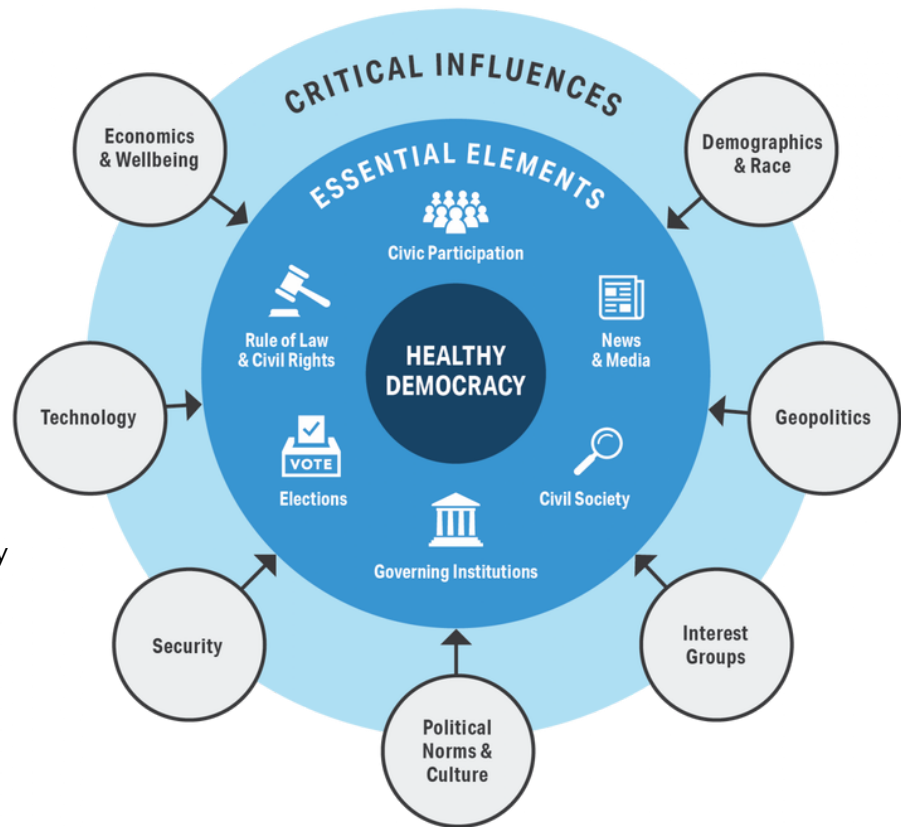 CRITICAL INFLUENCES
ESSENTIAL ELEMENTS
Economics
& Wellbeing
Demographics
& Race
Civic Participation
Rule of Law
& Civil Rights
News
& Media
HEALTHY
DEMOCRACY
Technology
Geopolitics
VOTE
Elections
Civil Society
Governing Institutions
y
Security
Interest
Groups
Political
Norms &
Culture